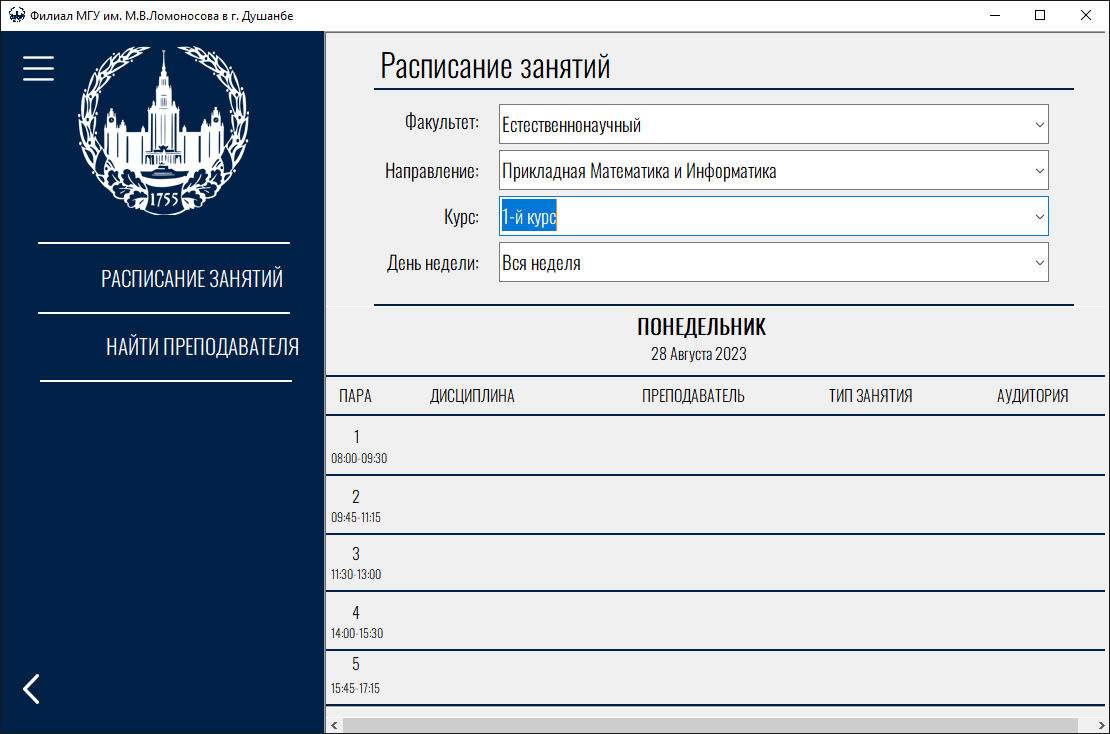 Филиал МГУ им. М.В.Ломоносова в г. Душанбе
1755
РАСПИСАНИЕ ЗАНЯТИЙ
НАЙТИ ПРЕПОДАВАТЕЛЯ
Расписание занятий
Факультет: Естественнонаучный
Направление: Прикладная Математика и Информатика
Курс: 1-й курс
День недели: Вся неделя
ПОНЕДЕЛЬНИК
28 Августа 2023
ПАРА ДИСЦИПЛИНА ПРЕПОДАВАТЕЛЬ ТИП ЗАНЯТИЯ АУДИТОРИЯ
1
08:00-09:30
2
09:45-11:15
3
11:30-13:00
4
14:00-15:30
5
15:45-17:15